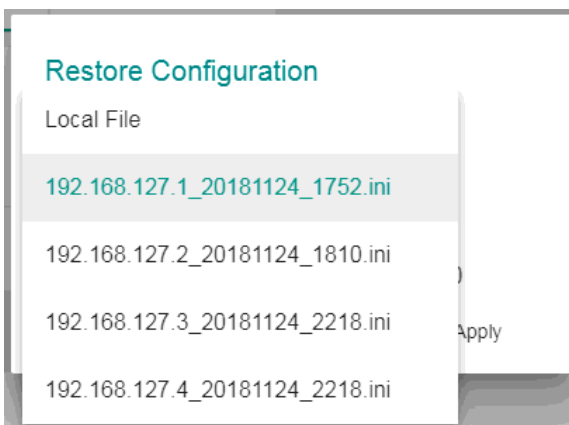 Restore Configuration
Local File
192.168.127.1_20181124_1752.ini
192.168.127.2_20181124_1810.ini
192.168.127.3_20181124_2218.ini
Apply
192.168.127.4_20181124_2218.ini